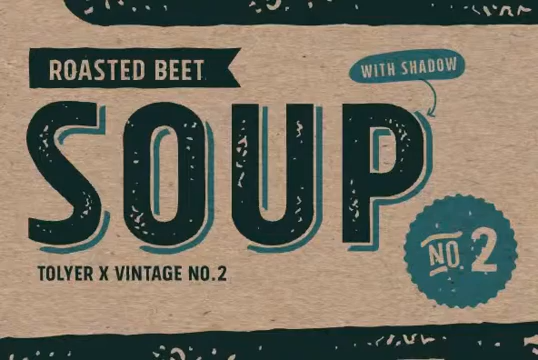 ROASTED BEET
WITH SHADOW
SOUP
NO. 2
TOLYER X VINTAGE NO.2